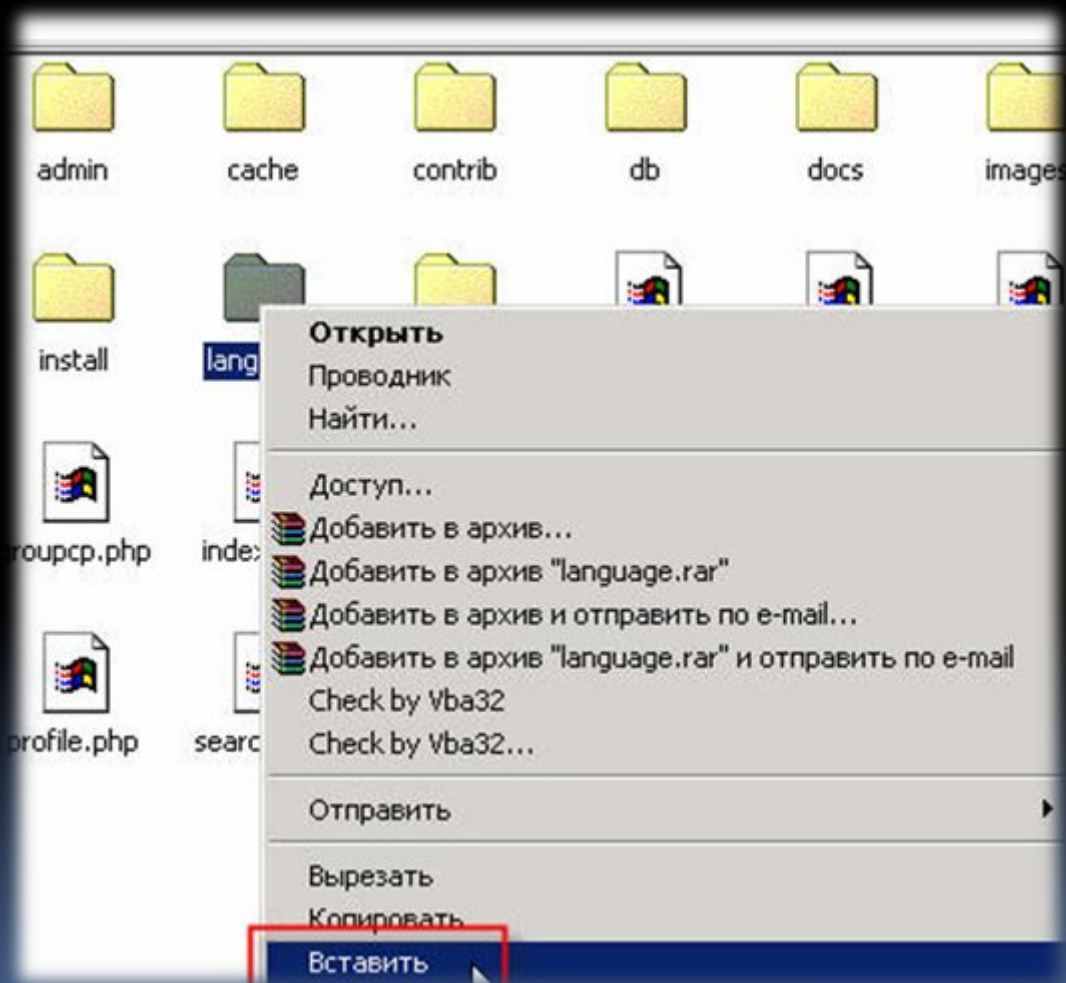 admin
cache
contrib
db
docs
images
install
lang
groupcp.php
index
profile.php
searc
Открыть
Проводник
Найти...
Доступ...
Добавить в архив...
Добавить в архив "language.rar"
Добавить в архив и отправить по e-mail...
Добавить в архив "language.rar" и отправить по e-mail
Check by Vba32
Check by Vba32...
Отправить
Вырезать
Копировать
Вставить